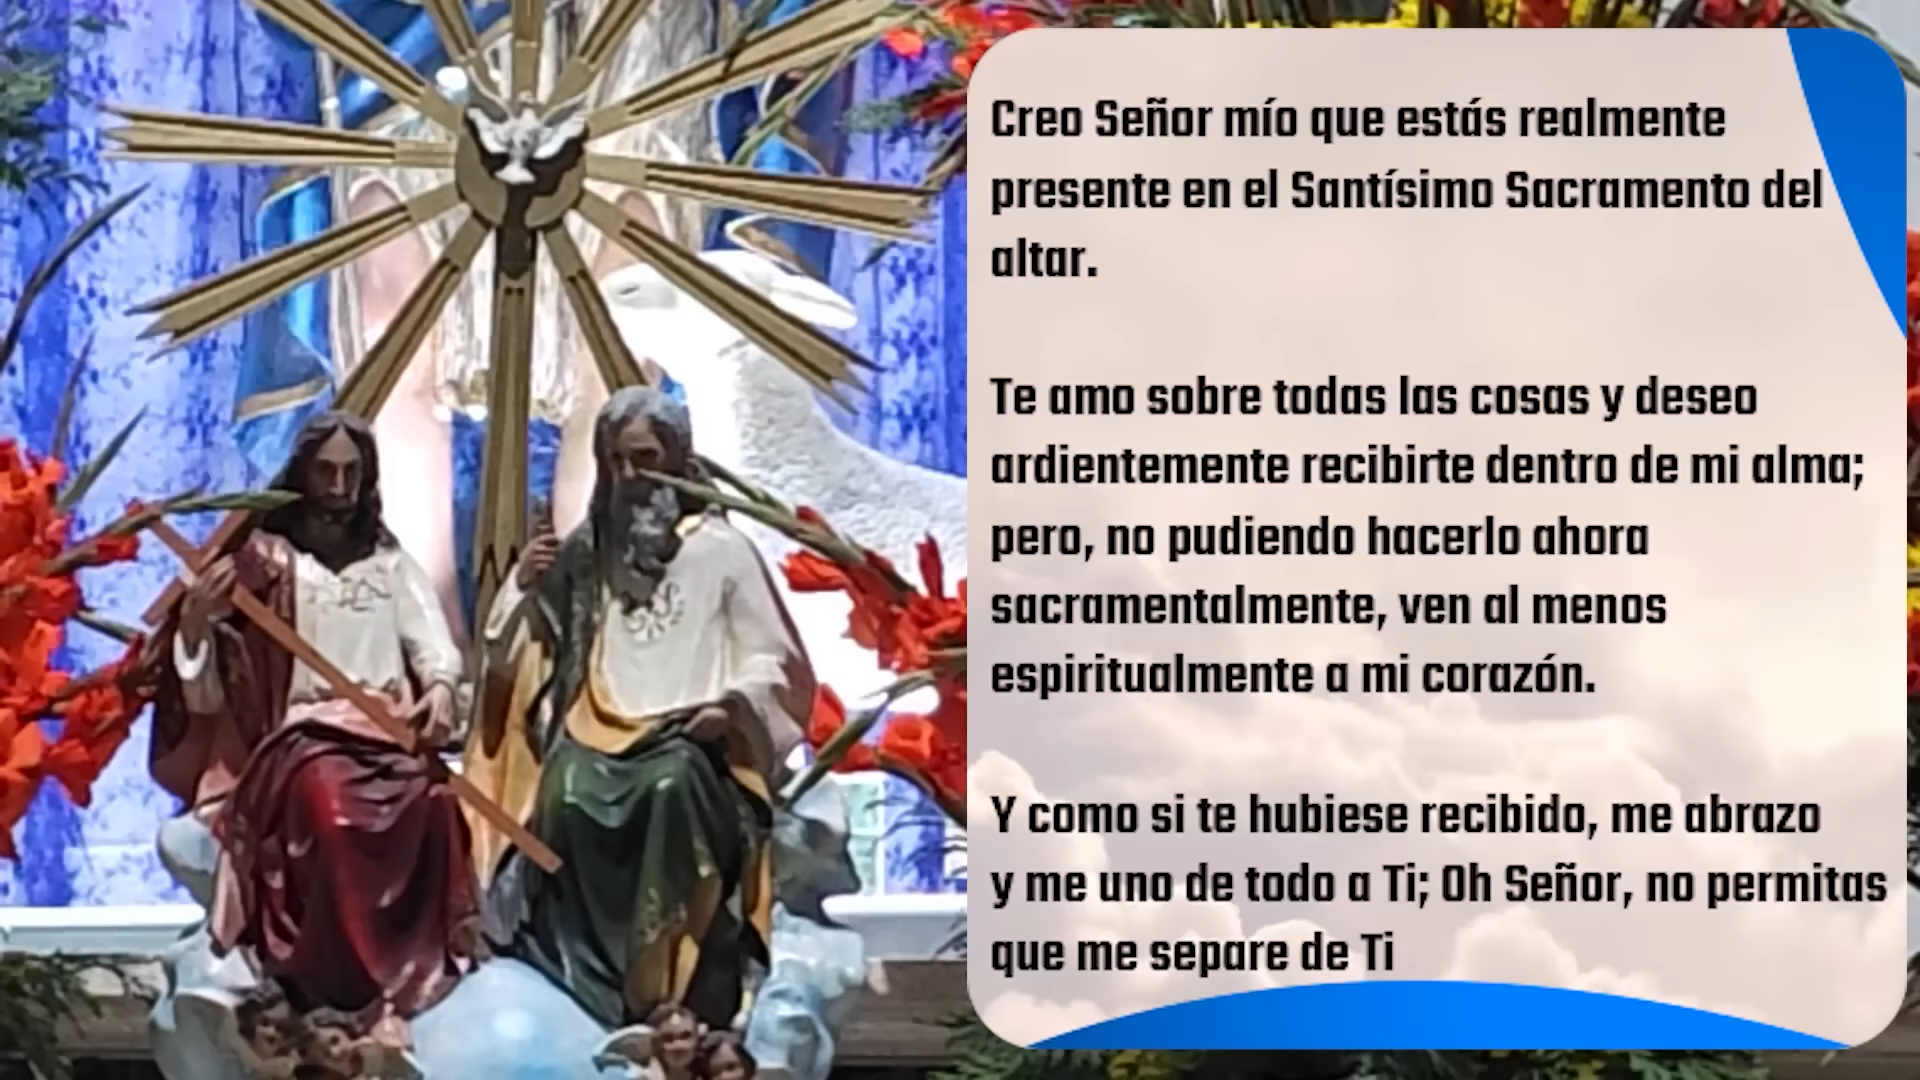 Creo Señor mío que estás realmente
presente en el Santísimo Sacramento del
altar.
Te amo sobre todas las cosas y deseo
ardientemente recibirte dentro de mi alma;
pero, no pudiendo hacerlo ahora
sacramentalmente, ven al menos
espiritualmente a mi corazón.
Y como si te hubiese recibido, me abrazo
y me uno de todo a Ti; Oh Señor, no permitas
que me separe de Ti